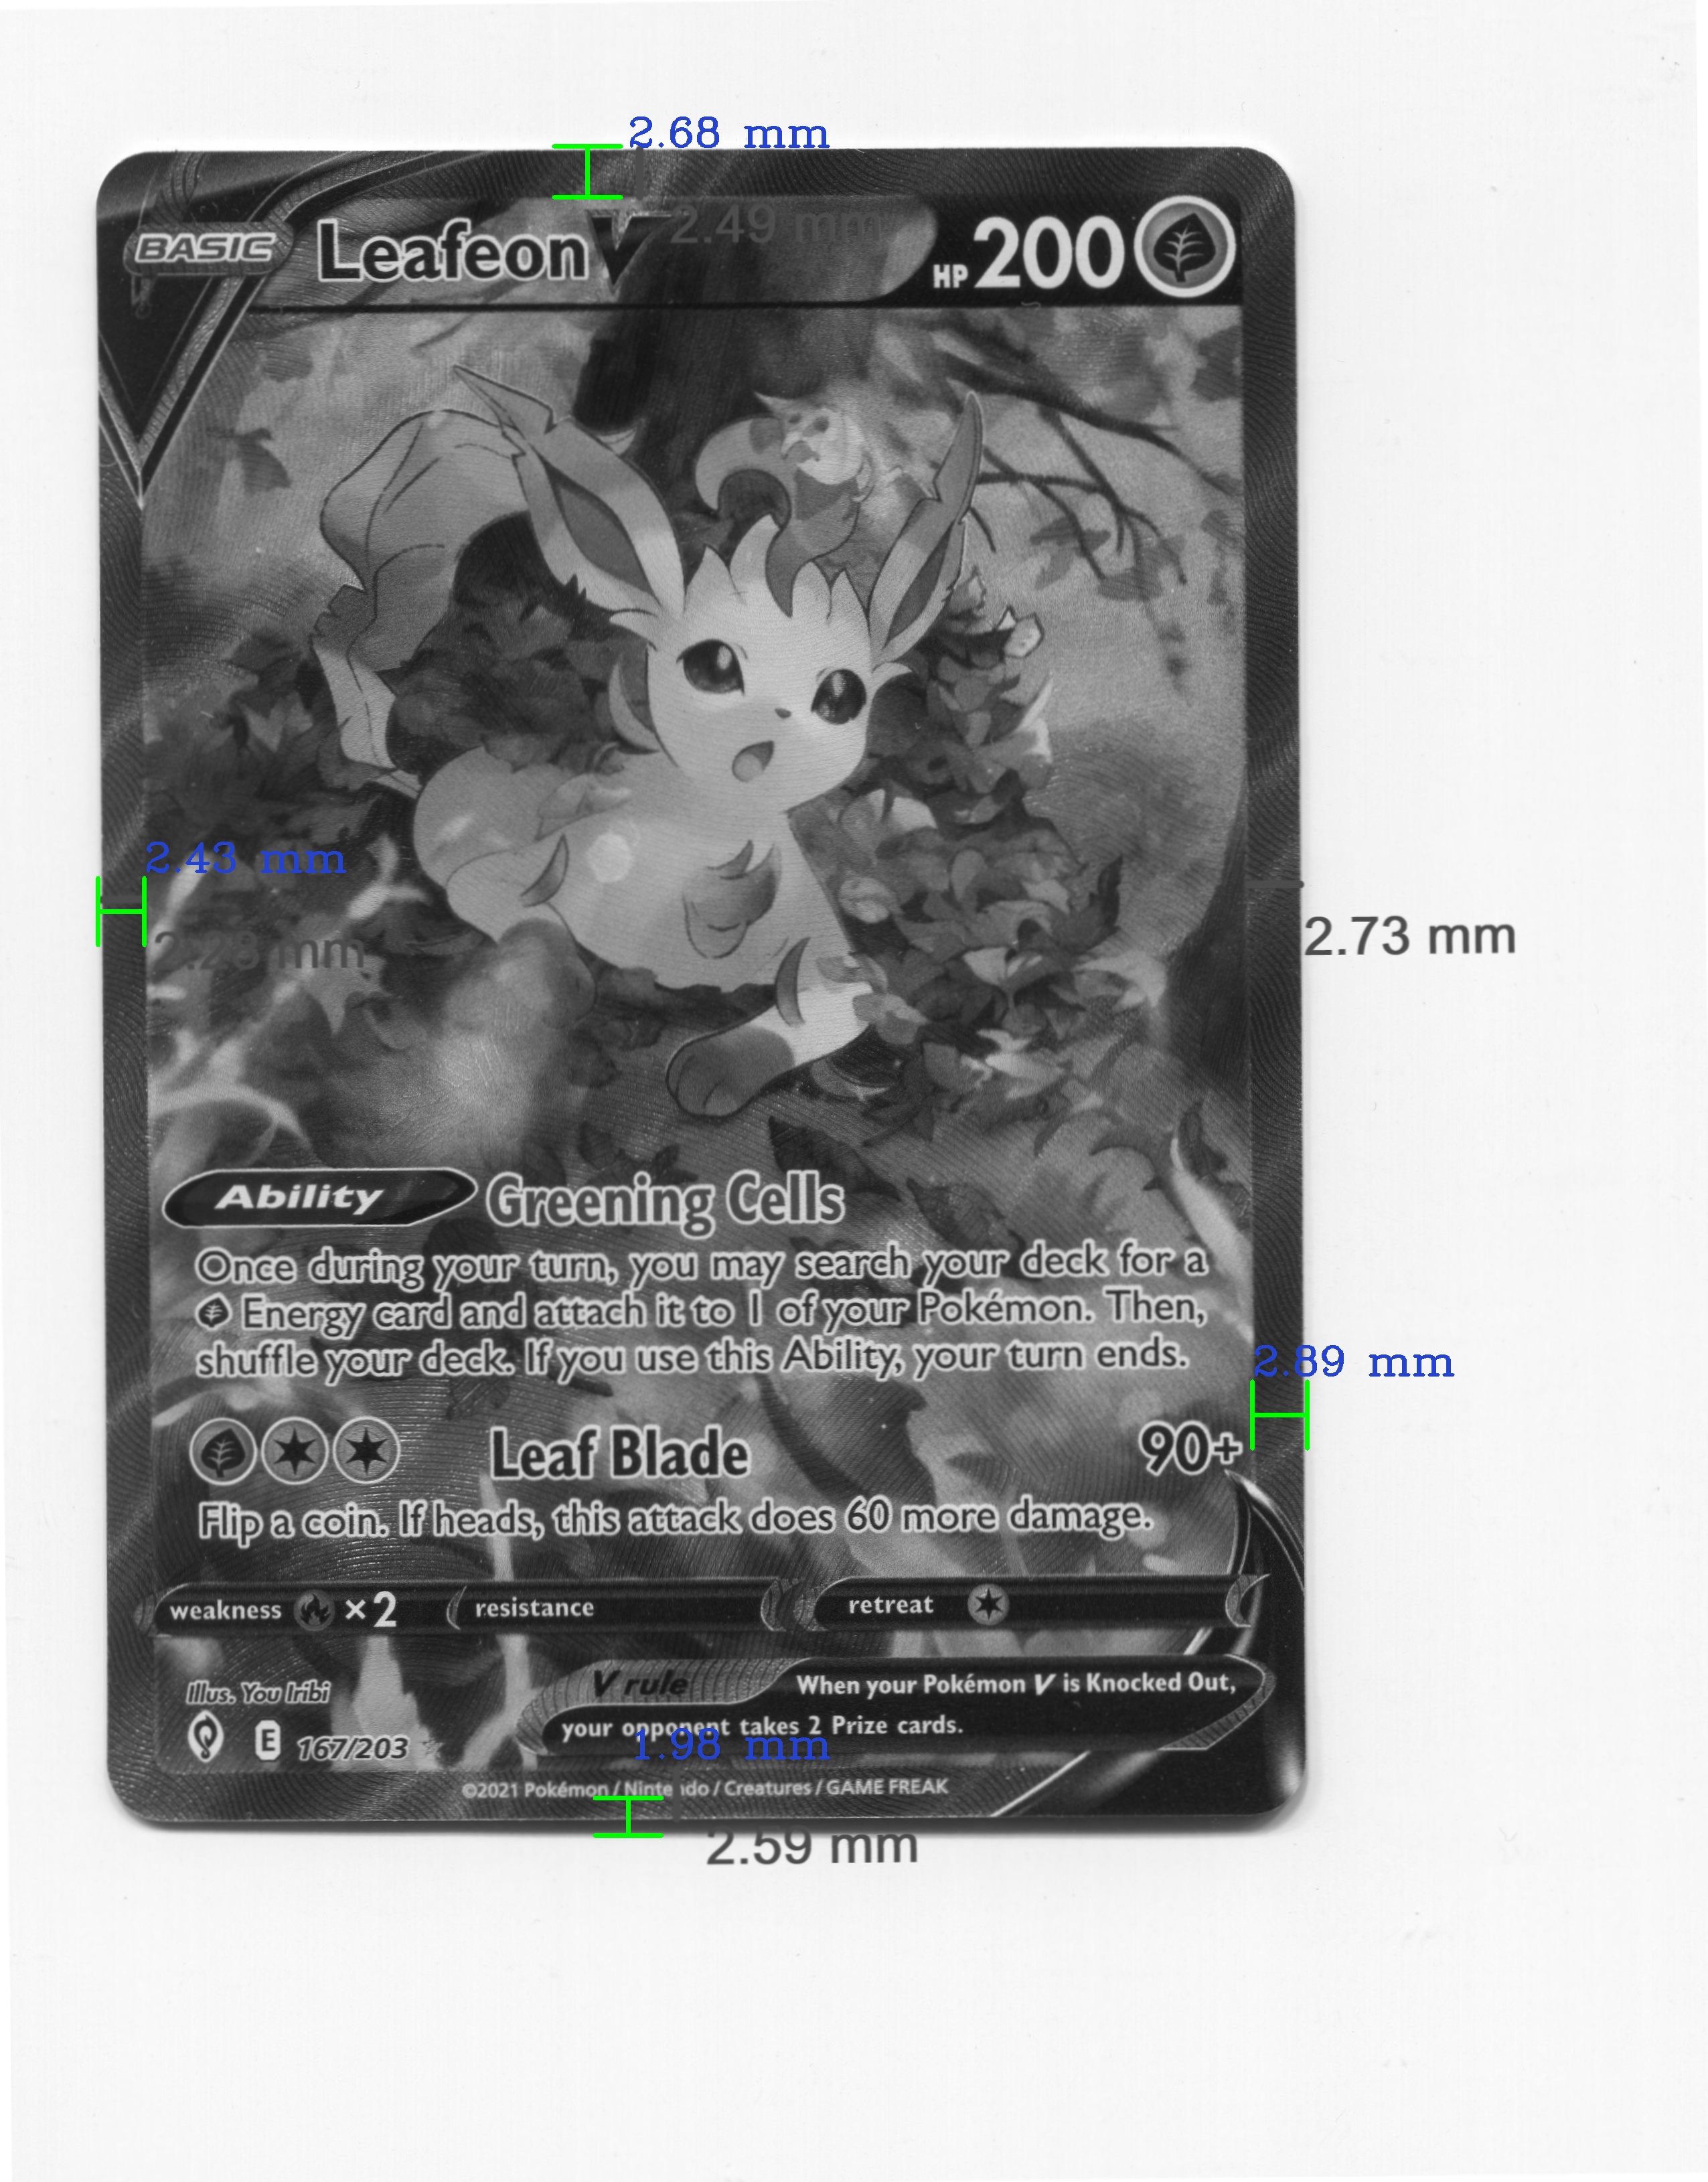 2.68 mm
2.49 mm
BASIC Leafeon V HP 200
2.43 mm
2.28 mm
2.73 mm
Ability Greening Cells
Once during your turn, you may search your deck for a
Energy card and attach it to 1 of your Pokémon. Then,
shuffle your deck. If you use this Ability, your turn ends.
2.89 mm
Leaf Blade 90+
Flip a coin. If heads, this attack does 60 more damage.
weakness ×2 resistance retreat
V rule When your Pokémon V is Knocked Out,
your opponent takes 2 Prize cards.
Illus. You Iribi
E 167/203
1.98 mm
©2021 Pokémon / Nintendo / Creatures / GAME FREAK
2.59 mm